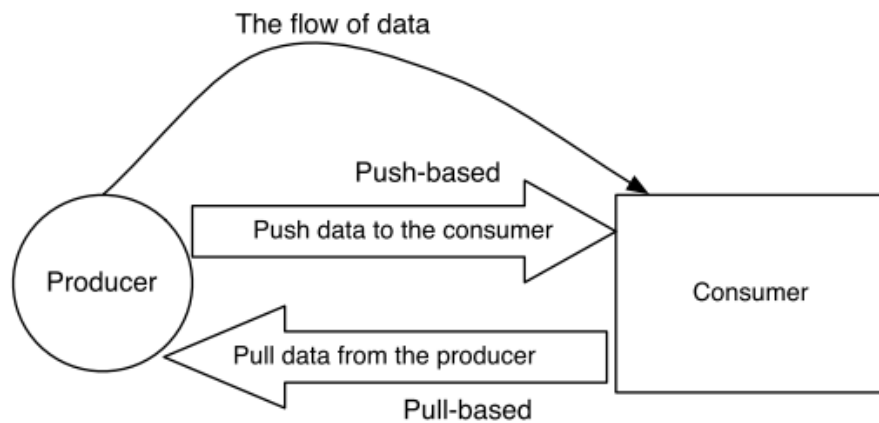 The flow of data
Push-based
Push data to the consumer
Producer
Consumer
Pull data from the producer
Pull-based